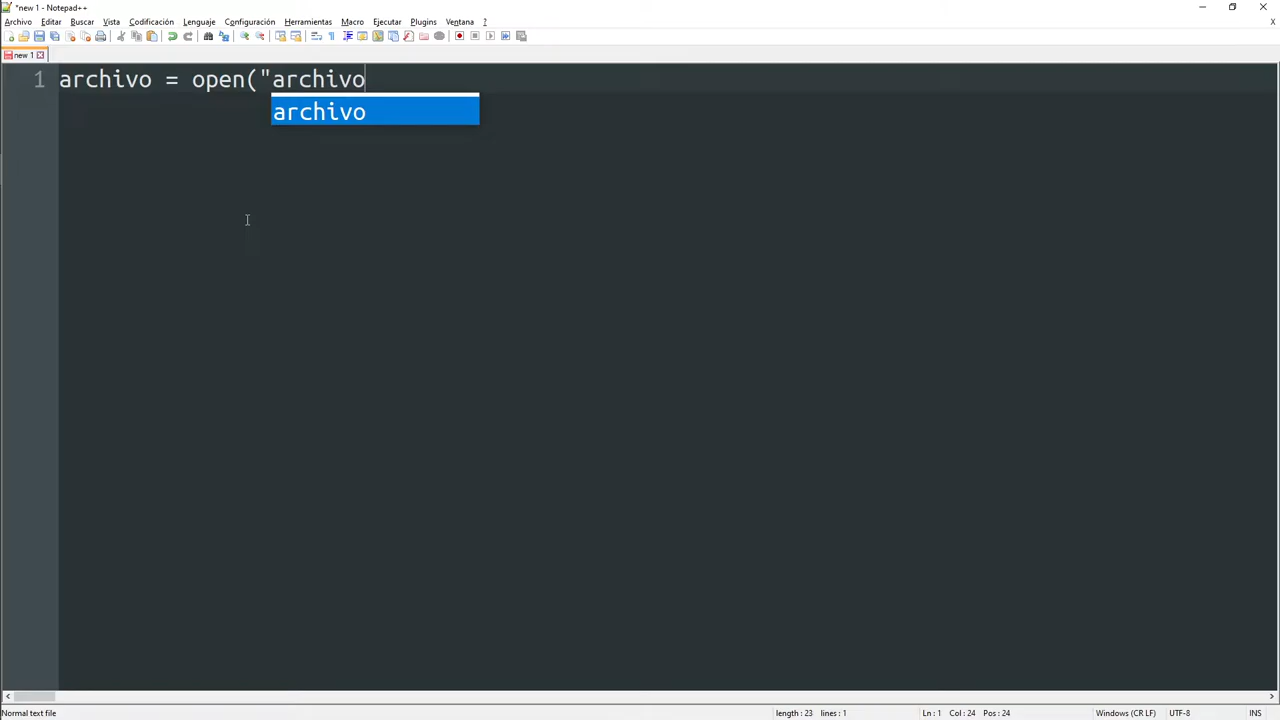 *new 1 - Notepad++
Archivo Editar Buscar Vista Codificación Lenguaje Configuración Herramientas Macro Ejecutar Plugins Ventana ?
X
new 1
1 archivo = open("archivo
archivo
Normal text file length : 23 lines : 1 Ln : 1 Col : 24 Pos : 24 Windows (CR LF) UTF-8 INS